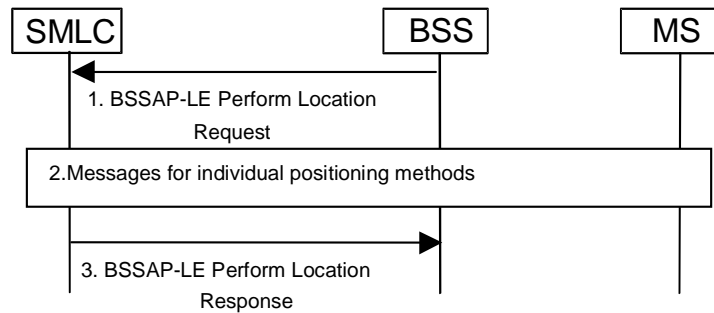 SMLC
BSS
MS
1. BSSAP-LE Perform Location
Request
2.Messages for individual positioning methods
3. BSSAP-LE Perform Location
Response